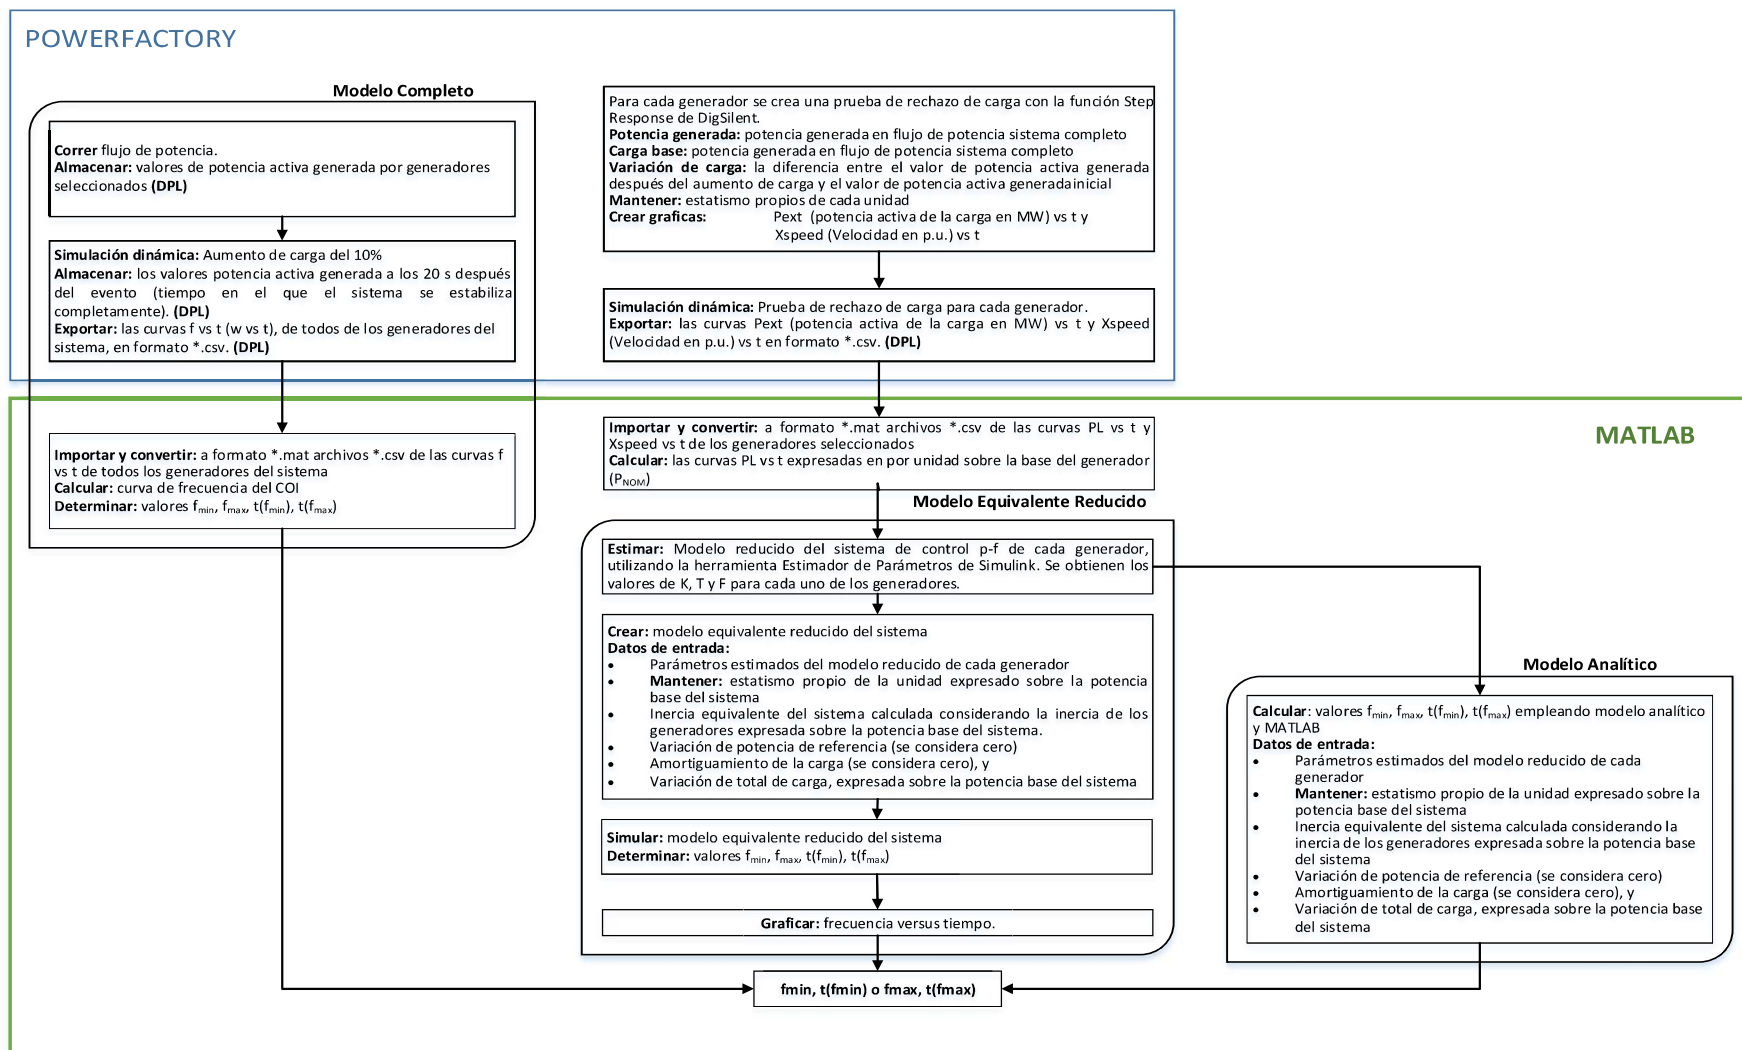 POWERFACTORY
Modelo Completo
Correr flujo de potencia.
Almacenar: valores de potencia activa generada por generadores
seleccionados (DPL)
Simulación dinámica: Aumento de carga del 10%
Almacenar: los valores potencia activa generada a los 20 s después
del evento (tiempo en el que el sistema se estabiliza
completamente). (DPL)
Exportar: las curvas f vs t (w vs t), de todos de los generadores del
sistema, en formato *.csv. (DPL)
Importar y convertir: a formato *.mat archivos *.csv de las curvas f
vs t de todos los generadores del sistema
Calcular: curva de frecuencia del COI
Determinar: valores fmin, fmax, t(fmin), t(fmax)
Para cada generador se crea una prueba de rechazo de carga con la función Step
Response de DigSilent.
Potencia generada: potencia generada en flujo de potencia sistema completo
Carga base: potencia generada en flujo de potencia sistema completo
Variación de carga: la diferencia entre el valor de potencia activa generada
después del aumento de carga y el valor de potencia activa generadainicial
Mantener: estatismo propios de cada unidad
Crear graficas: Pext (potencia activa de la carga en MW) vs t y
Xspeed (Velocidad en p.u.) vs t
Simulación dinámica: Prueba de rechazo de carga para cada generador.
Exportar: las curvas Pext (potencia activa de la carga en MW) vs t y Xspeed
(Velocidad en p.u.) vs t en formato *.csv. (DPL)
MATLAB
Importar y convertir: a formato *.mat archivos *.csv de las curvas PL vs t y
Xspeed vs t de los generadores seleccionados
Calcular: las curvas PL vs t expresadas en por unidad sobre la base del generador
(PNOM)
Modelo Equivalente Reducido
Estimar: Modelo reducido del sistema de control p-f de cada generador,
utilizando la herramienta Estimador de Parámetros de Simulink. Se obtienen los
valores de K, T y F para cada uno de los generadores.
Crear: modelo equivalente reducido del sistema
Datos de entrada:
• Parámetros estimados del modelo reducido de cada generador
• Mantener: estatismo propio de la unidad expresado sobre la potencia
base del sistema
• Inercia equivalente del sistema calculada considerando la inercia de los
generadores expresada sobre la potencia base del sistema.
• Variación de potencia de referencia (se considera cero)
• Amortiguamiento de la carga (se considera cero), y
• Variación de total de carga, expresada sobre la potencia base del sistema
Simular: modelo equivalente reducido del sistema
Determinar: valores fmin, fmax, t(fmin), t(fmax)
Graficar: frecuencia versus tiempo.
Modelo Analítico
Calcular: valores fmin, fmax, t(fmin), t(fmax) empleando modelo analítico
y MATLAB
Datos de entrada:
• Parámetros estimados del modelo reducido de cada
generador
• Mantener: estatismo propio de la unidad expresado sobre la
potencia base del sistema
• Inercia equivalente del sistema calculada considerando la
inercia de los generadores expresada sobre la potencia base
del sistema
• Variación de potencia de referencia (se considera cero)
• Amortiguamiento de la carga (se considera cero), y
• Variación de total de carga, expresada sobre la potencia base
del sistema
fmin, t(fmin) o fmax, t(fmax)